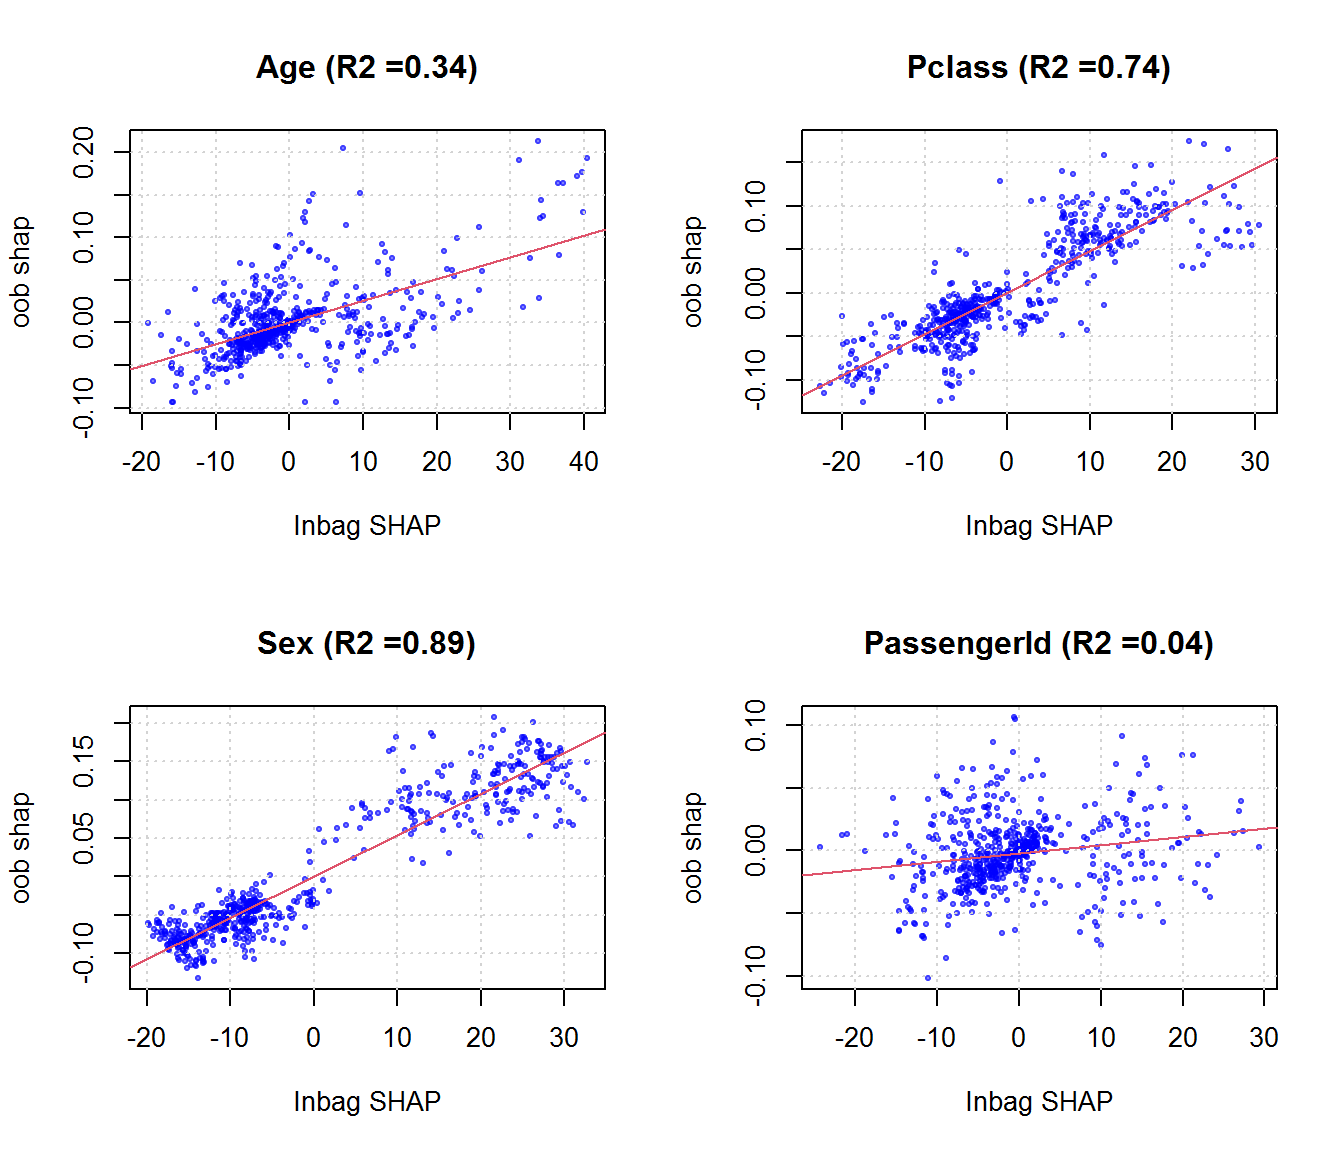 Age (R2 =0.34)
oob shap
-0.10 0.00 0.10 0.20
-20 -10 0 10 20 30 40
Inbag SHAP
Pclass (R2 =0.74)
oob shap
-0.10 0.00 0.10
-20 -10 0 10 20 30
Inbag SHAP
Sex (R2 =0.89)
oob shap
-0.10 0.05 0.15
-20 -10 0 10 20 30
Inbag SHAP
PassengerId (R2 =0.04)
oob shap
-0.10 0.00 0.10
-20 -10 0 10 20 30
Inbag SHAP